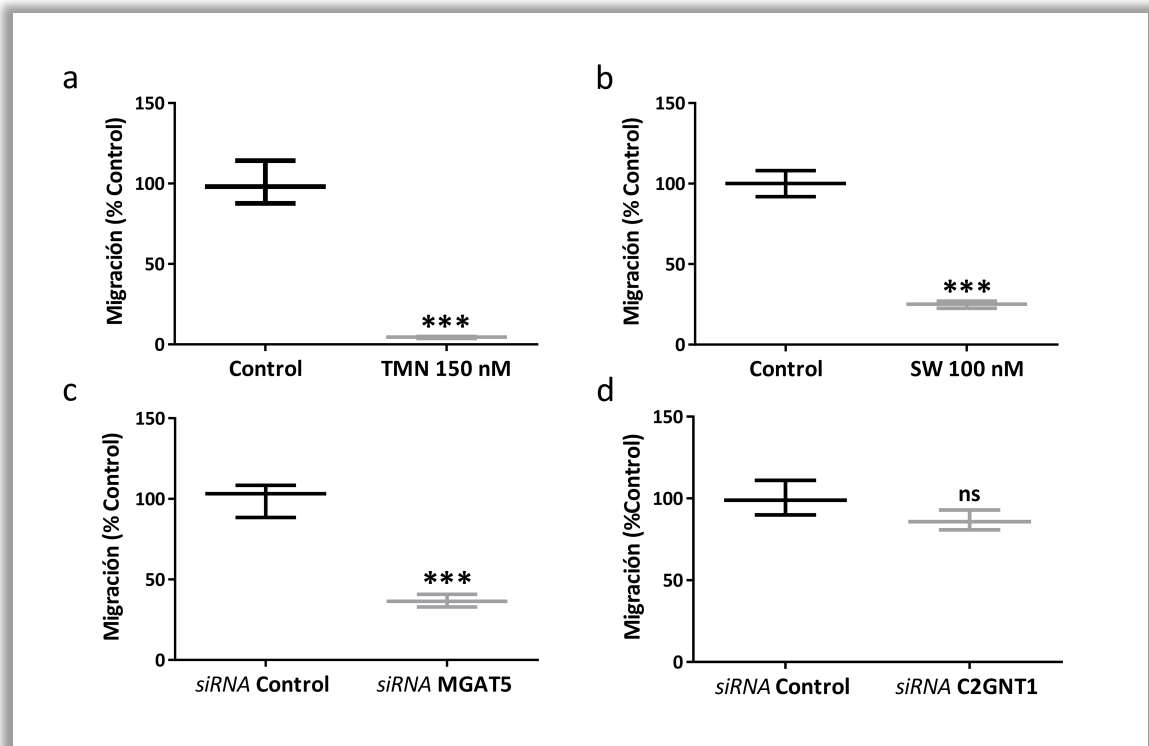 a
Migración (% Control)
150
100
50
0
***
Control
TMN 150 nM
b
Migración (% Control)
150
100
50
0
***
Control
SW 100 nM
c
Migración (% Control)
150
100
50
0
***
siRNA Control
siRNA MGAT5
d
Migración (%Control)
150
100
50
0
ns
siRNA Control
siRNA C2GNT1